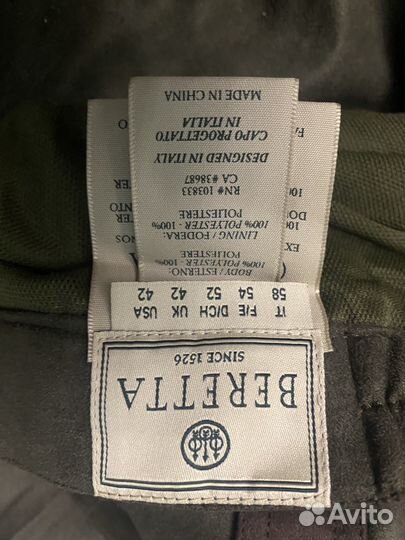 BERETTA
SINCE 1526
IT F/E D/CH UK USA
58 54 52 42 42
BODY / ESTERNO:
100% POLYESTER - 100%
POLIESTERE
LINING / FODERA:
100% POLYESTER - 100%
POLIESTERE
RN# 103833
CA #38687
DESIGNED IN ITALY
CAPO PROGETTATO
IN ITALIA
MADE IN CHINA
Avito